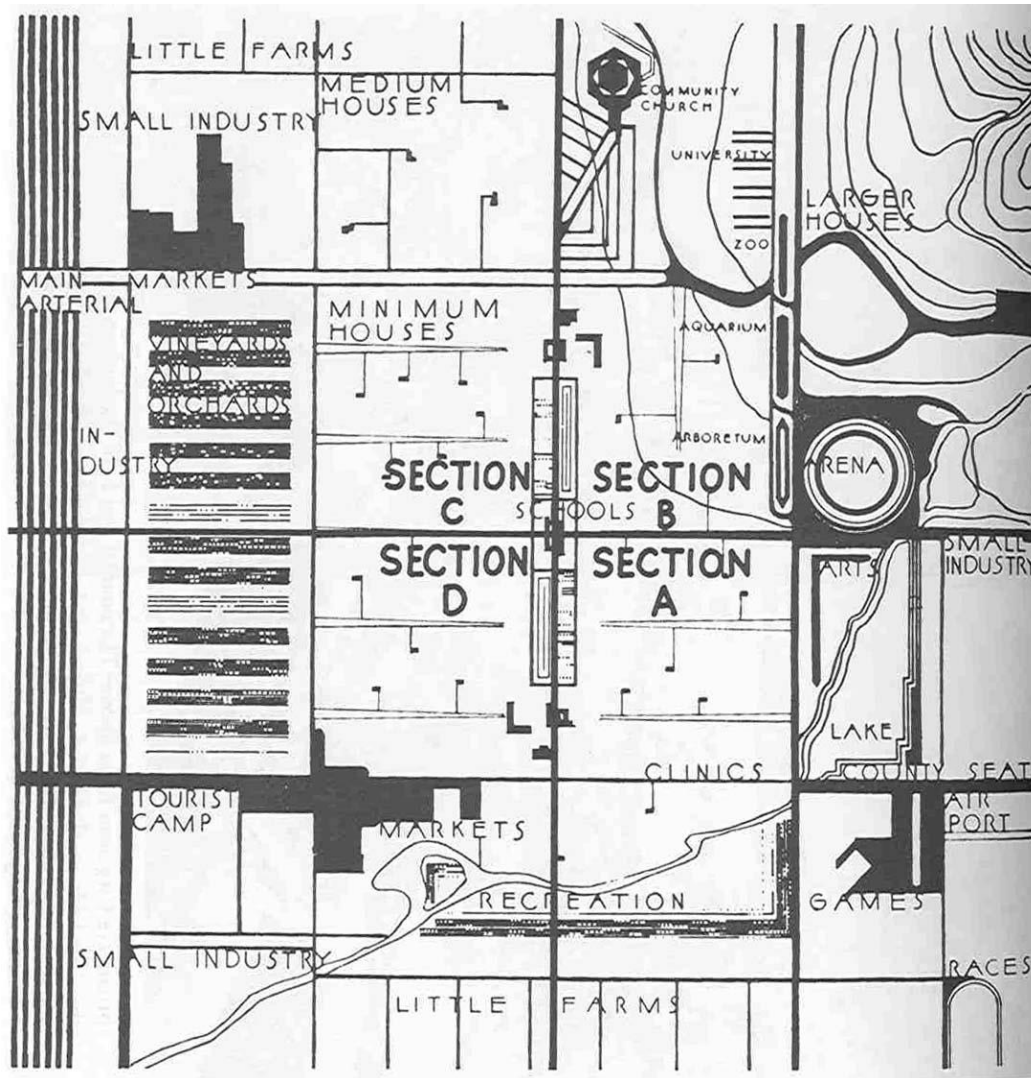 LITTLE FARMS
MEDIUM
HOUSES
SMALL INDUSTRY
COMMUNITY
CHURCH
UNIVERSITY
ZOO
LARGER
HOUSES
MAIN
ARTERIAL
MARKETS
MINIMUM
HOUSES
AQUARIUM
VINEYARDS
AND
ORCHARDS
IN-
DUSTRY
ARBORETUM
ARENA
SECTION
C
SECTION
B
SCHOOLS
SECTION
D
SECTION
A
ARTS
SMALL
INDUSTRY
LAKE
CLINICS
COUNTY SEAT
TOURIST
CAMP
MARKETS
AIR
PORT
RECREATION
GAMES
SMALL INDUSTRY
RACES
LITTLE FARMS